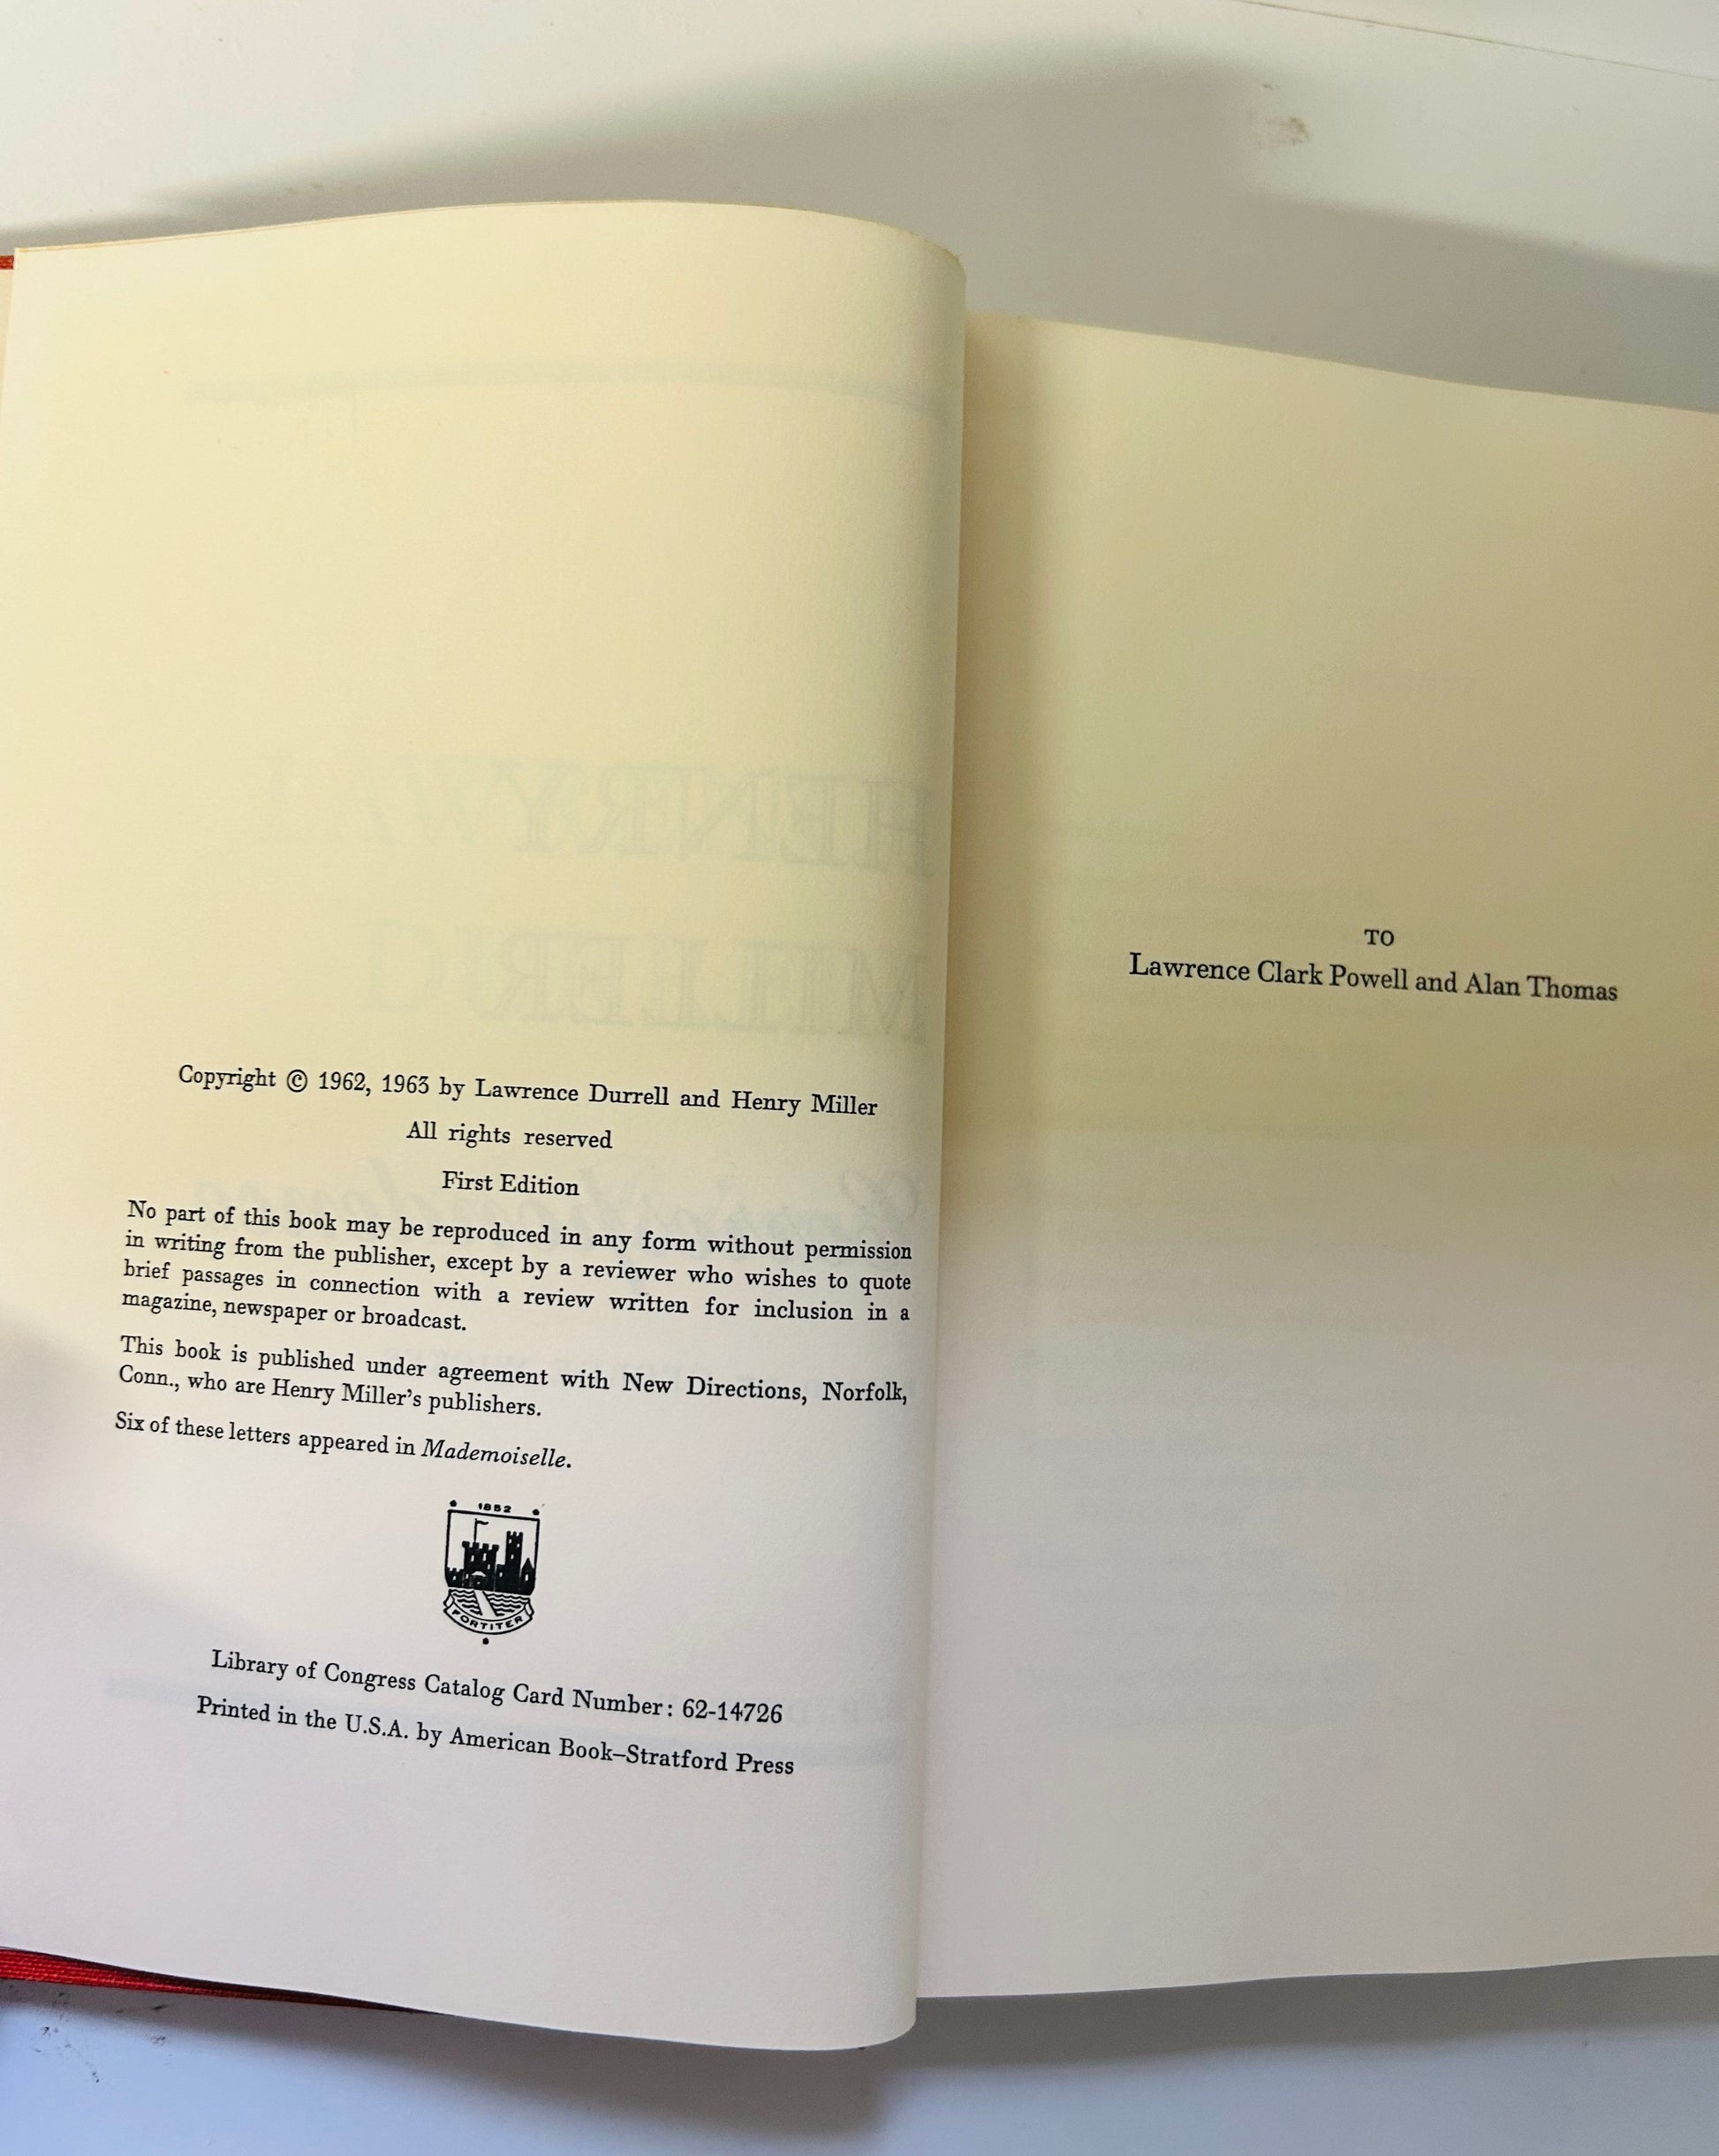 Copyright © 1962, 1963 by Lawrence Durrell and Henry Miller
All rights reserved
First Edition
No part of this book may be reproduced in any form without permission
in writing from the publisher, except by a reviewer who wishes to quote
brief passages in connection with a review written for inclusion in a
magazine, newspaper or broadcast.
This book is published under agreement with New Directions, Norfolk,
Conn., who are Henry Miller's publishers.
Six of these letters appeared in Mademoiselle.
1852
FORTITER
Library of Congress Catalog Card Number: 62-14726
Printed in the U.S.A. by American Book–Stratford Press
TO
Lawrence Clark Powell and Alan Thomas
HENRY
MILLER